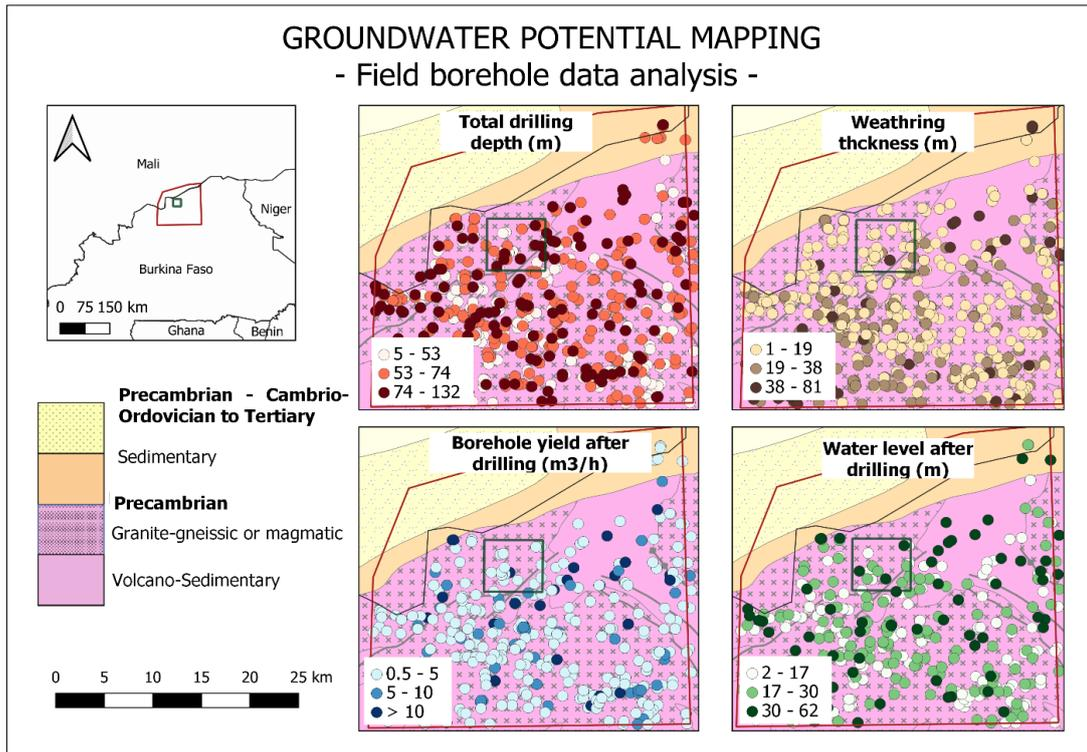 GROUNDWATER POTENTIAL MAPPING
- Field borehole data analysis -
Mali
Niger
Burkina Faso
0 75 150 km
Ghana
Benin
Total drilling
depth (m)
5 - 53
53 - 74
74 - 132
Weathring
thckness (m)
1 - 19
19 - 38
38 - 81
Precambrian - Cambrio-
Ordovician to Tertiary
Sedimentary
Precambrian
Granite-gneissic or magmatic
Volcano-Sedimentary
0 5 10 15 20 25 km
Borehole yield after
drilling (m3/h)
0.5 - 5
5 - 10
> 10
Water level after
drilling (m)
2 - 17
17 - 30
30 - 62